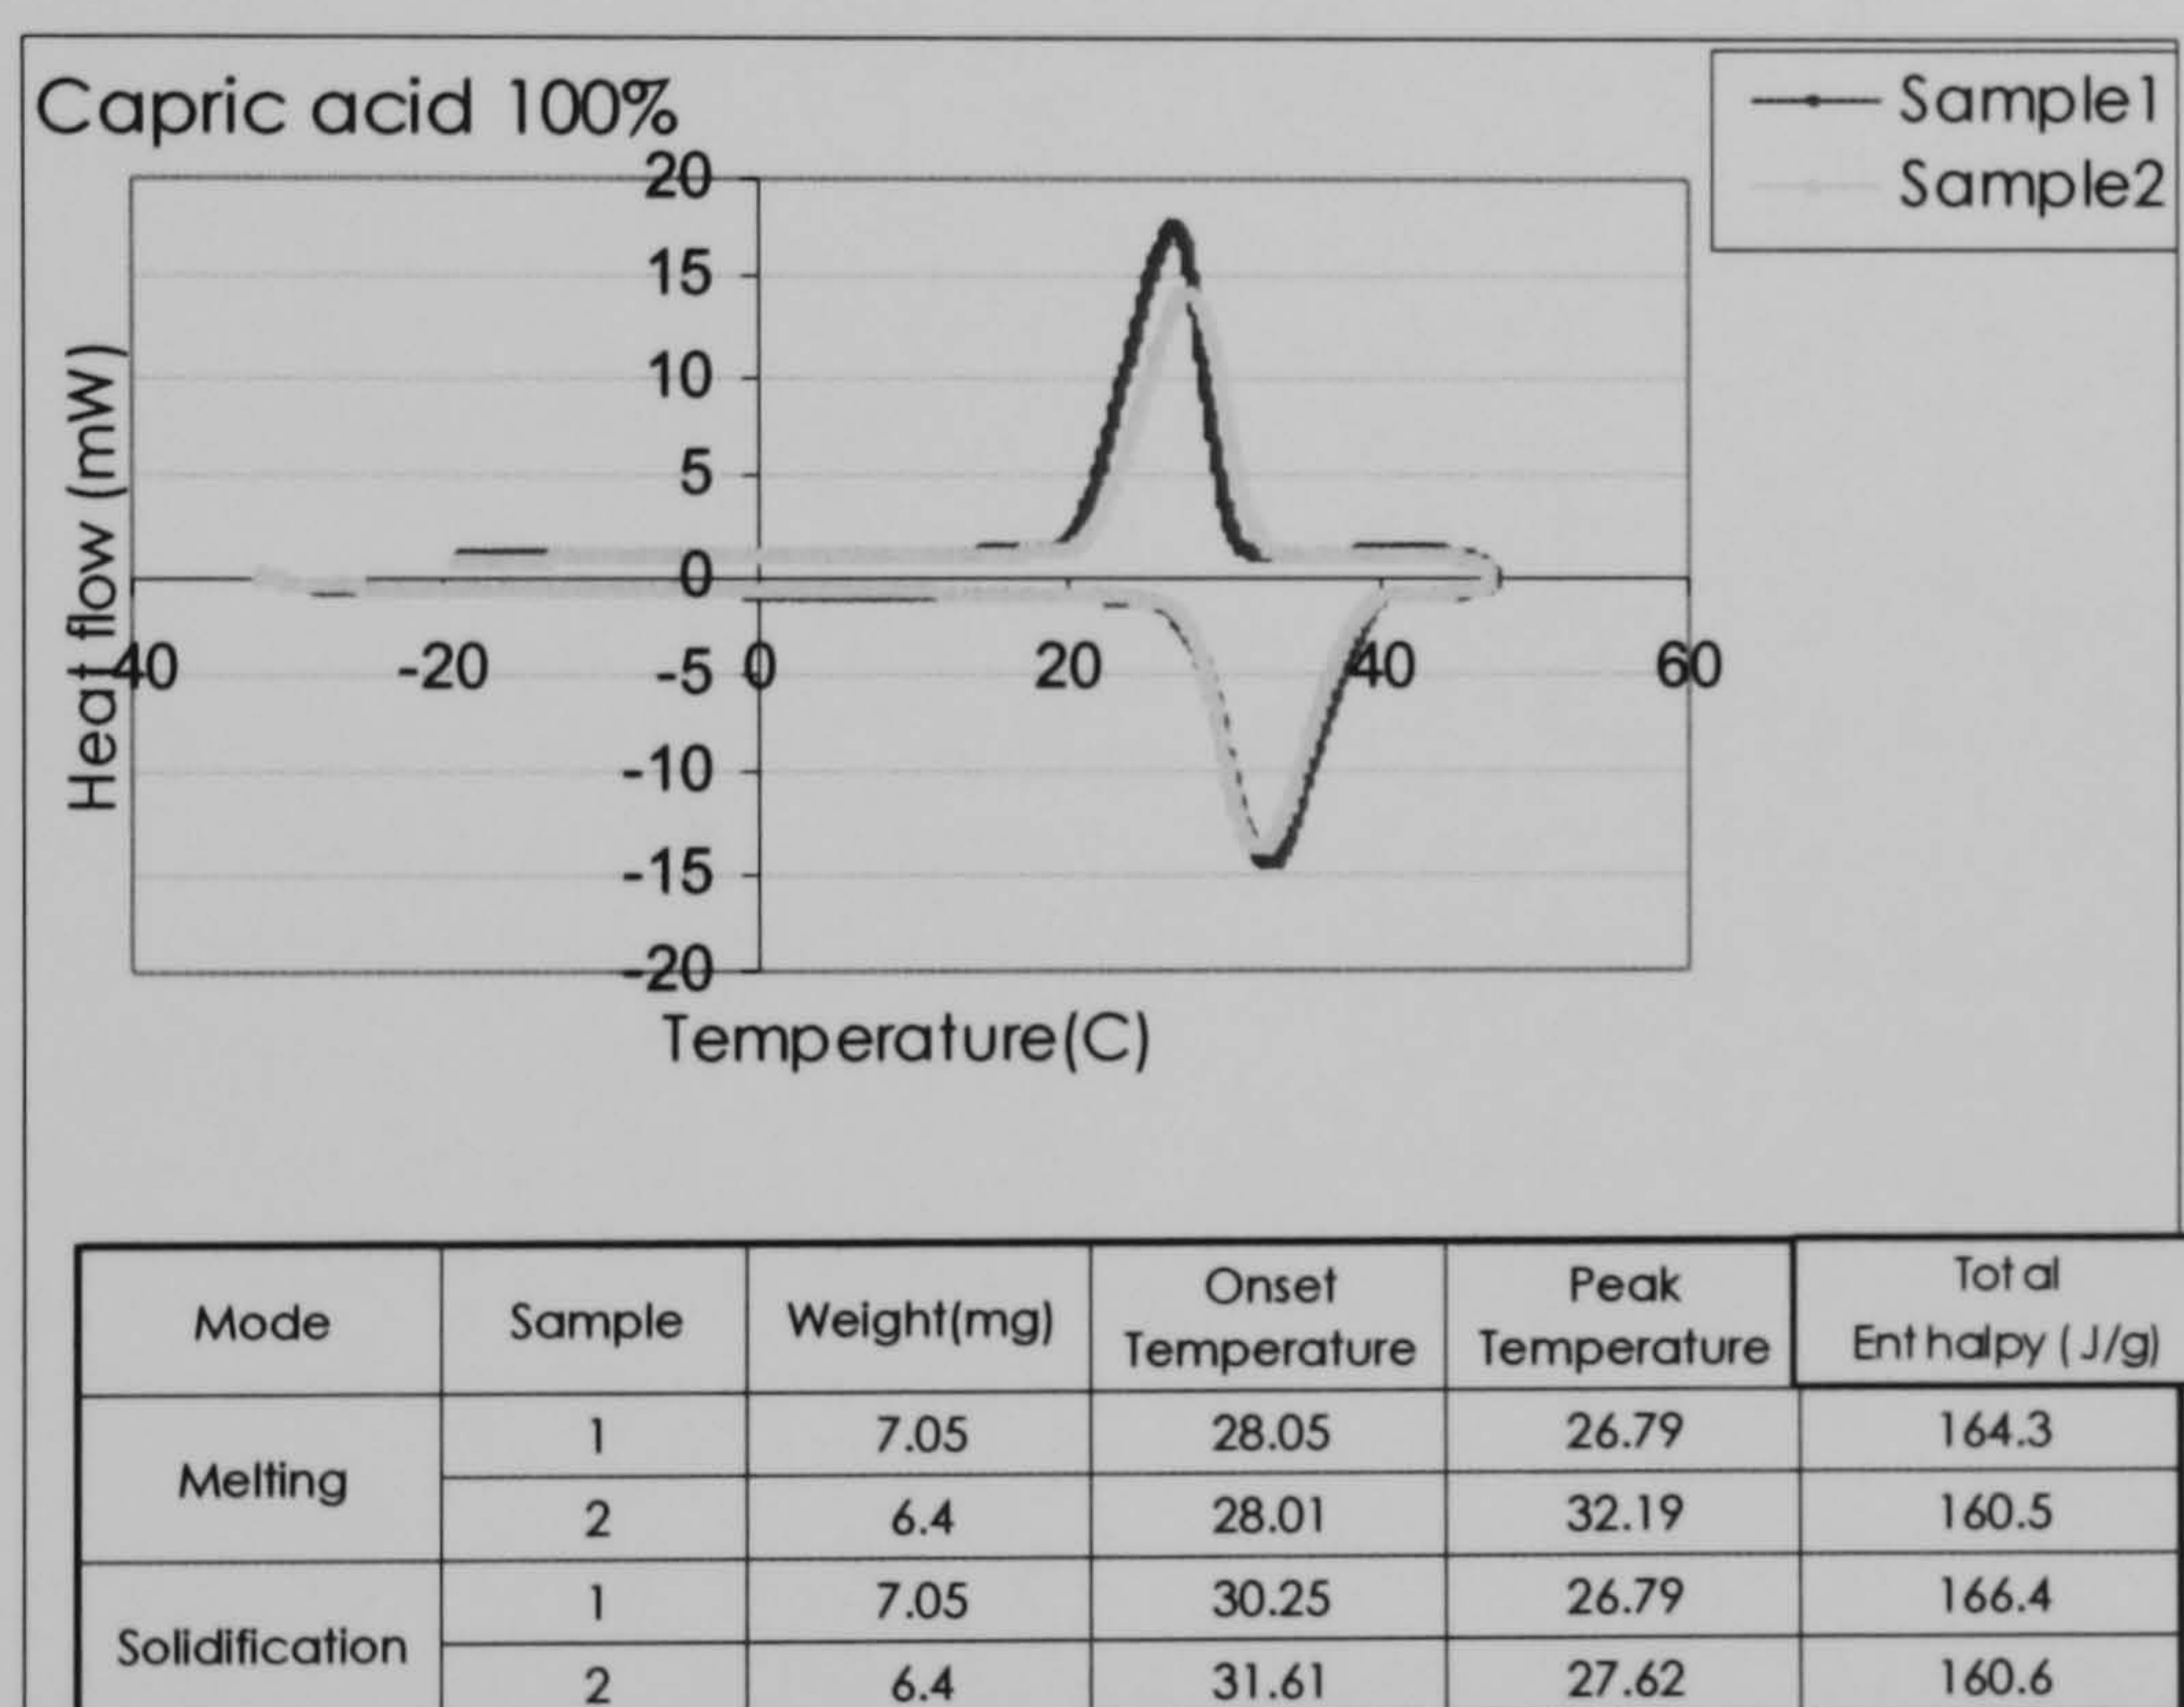 Capric acid 100%
Sample1
Sample2
20
15
10
5
0
-5
-10
-15
-20
-40 -20 0 20 40 60
Heat flow (mW)
Temperature(C)
Mode Sample Weight(mg) Onset Temperature Peak Temperature Total Enthalpy (J/g)
Melting 1 7.05 28.05 26.79 164.3
2 6.4 28.01 32.19 160.5
Solidification 1 7.05 30.25 26.79 166.4
2 6.4 31.61 27.62 160.6